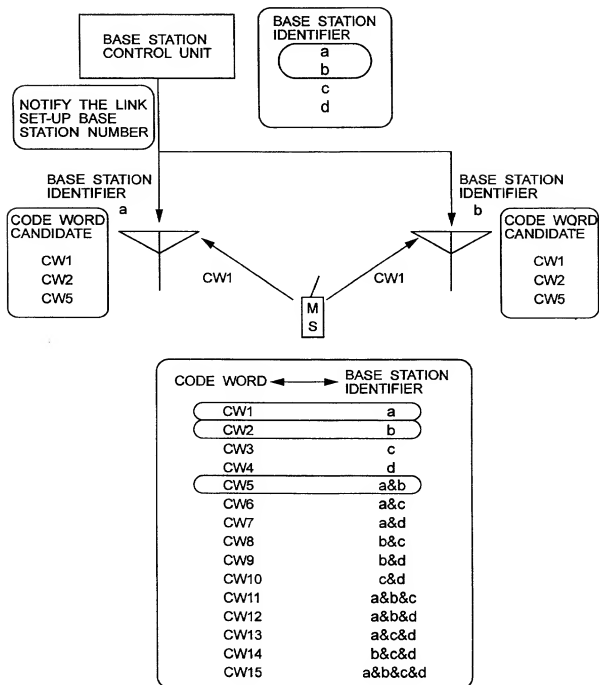 BASE STATION
CONTROL UNIT
BASE STATION
IDENTIFIER
a
b
c
d
NOTIFY THE LINK
SET-UP BASE
STATION NUMBER
BASE STATION
IDENTIFIER
a
BASE STATION
IDENTIFIER
b
CODE WORD
CANDIDATE
CW1
CW2
CW5
CW1
CW1
CODE WORD
CANDIDATE
CW1
CW2
CW5
M
S
CODE WORD BASE STATION
IDENTIFIER
CW1 a
CW2 b
CW3 c
CW4 d
CW5 a&b
CW6 a&c
CW7 a&d
CW8 b&c
CW9 b&d
CW10 c&d
CW11 a&b&c
CW12 a&b&d
CW13 a&c&d
CW14 b&c&d
CW15 a&b&c&d